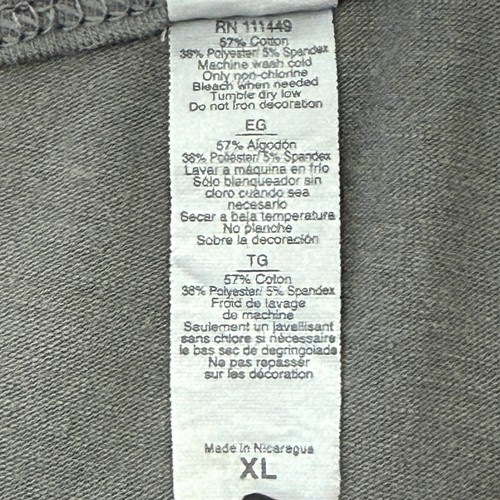 RN 111449
57% Cotton
38% Polyester/ 5% Spandex
Machine wash cold
Only non-chlorine
Bleach when needed
Tumble dry low
Do not iron decoration
EG
57% Algodón
38% Poliéster/ 5% Spandex
Lavar a máquina en frío
Sólo blanqueador sin
cloro cuando sea
necesario
Secar a baja temperatura
No planche
Sobre la decoración
TG
57% Coton
38% Polyester/ 5% Spandex
Froid de lavage
de machine
Seulement un javellisant
sans chlore si nécessaire
le bas sec de degringolade
Ne pas repasser
sur les décoration
Made in Nicaragua
XL